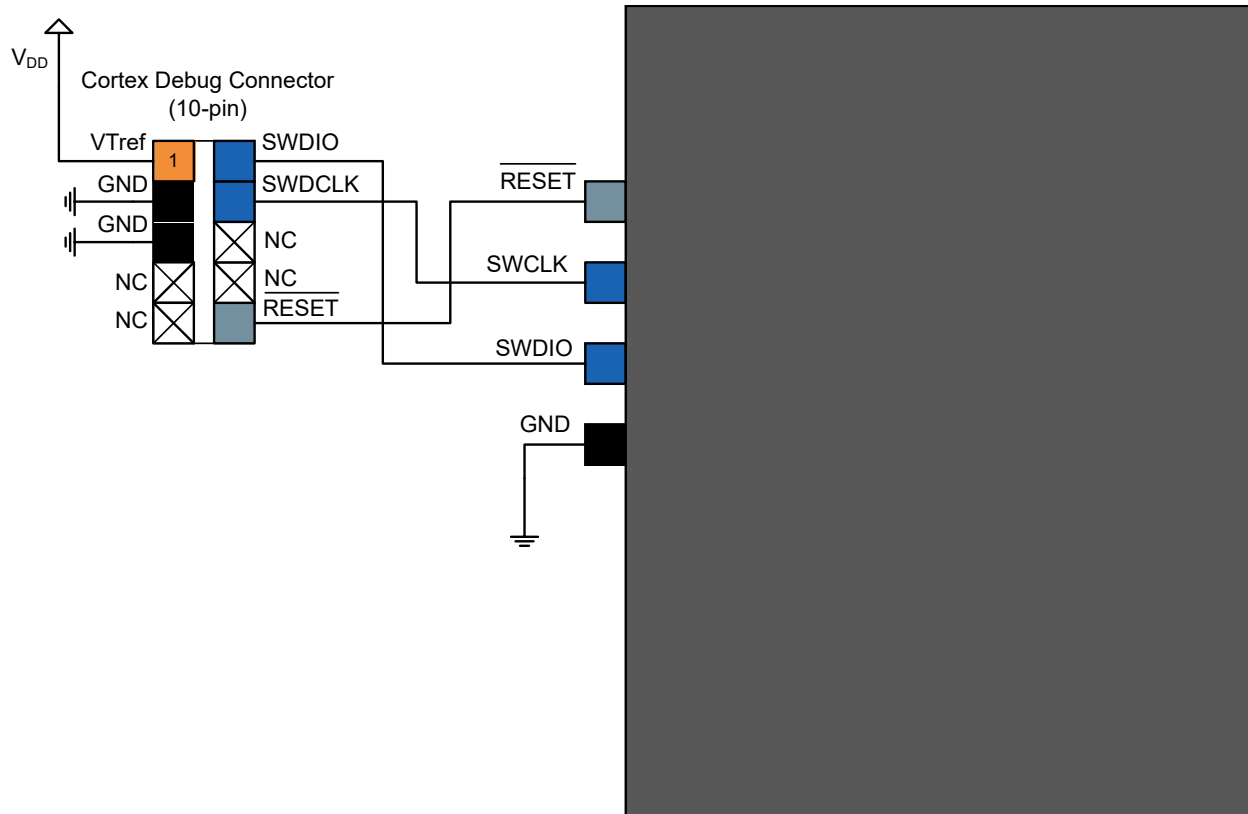 VDD
Cortex Debug Connector
(10-pin)
VTref
1
SWDIO
GND
SWDCLK
GND
NC
NC
NC
NC
RESET
RESET
SWCLK
SWDIO
GND